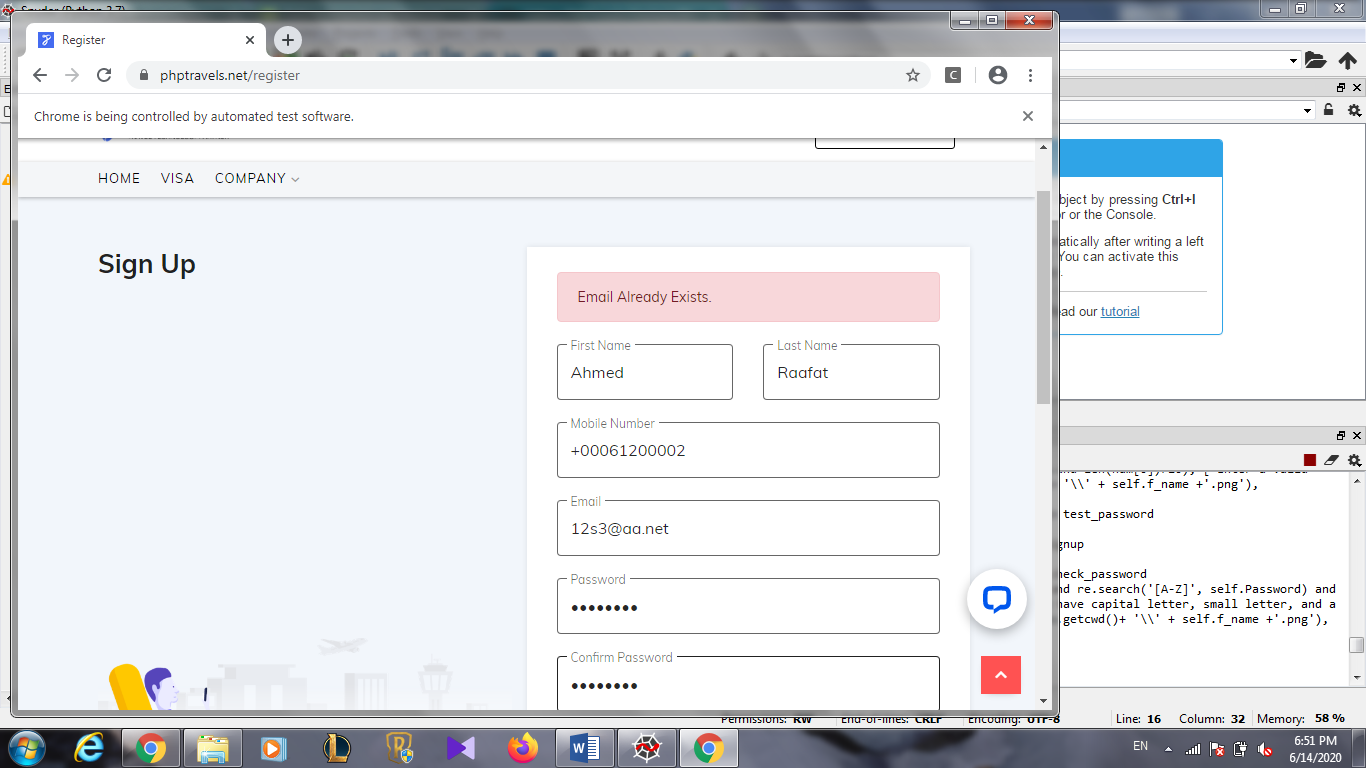 Spyder (Python 3.7)
Register
phptravels.net/register
C
Chrome is being controlled by automated test software.
HOME VISA COMPANY
Sign Up
Email Already Exists.
First Name
Ahmed
Last Name
Raafat
Mobile Number
+00061200002
Email
12s3@aa.net
Password
••••••••
Confirm Password
••••••••
bject by pressing Ctrl+I
or the Console.
atically after writing a left
You can activate this
ead our tutorial
'\\' + self.f_name +'.png'),
test_password
gnup
heck_password
nd re.search('[A-Z]', self.Password) and
have capital letter, small letter, and a
.getcwd()+ '\\' + self.f_name +'.png'),
Permissions: RW End-of-lines: CRLF Encoding: UTF-8 Line: 16 Column: 32 Memory: 58 %
EN
6:51 PM
6/14/2020